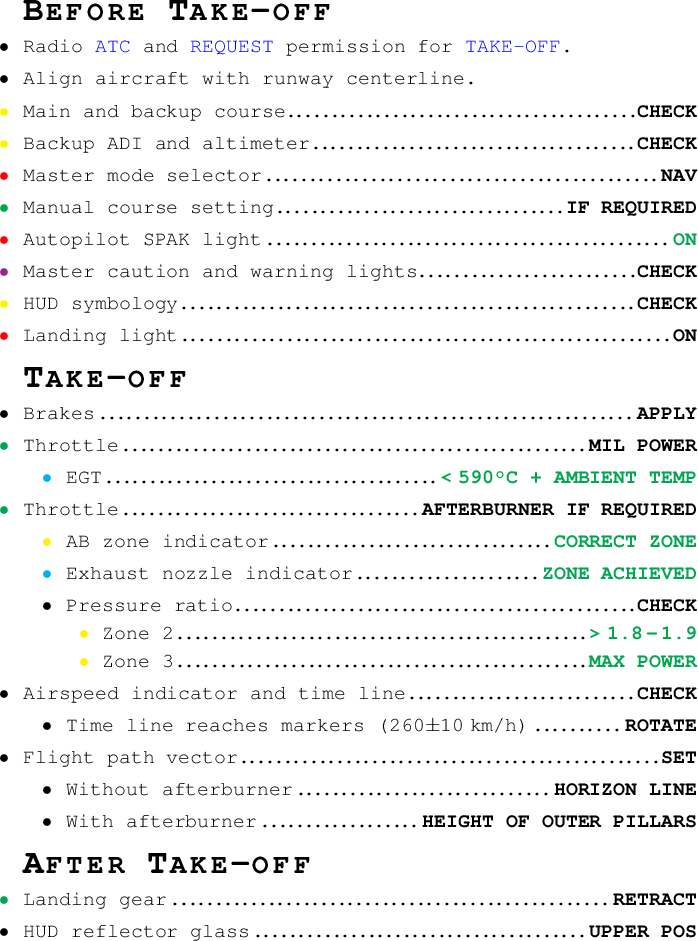 BEFORE TAKE-OFF
• Radio ATC and REQUEST permission for TAKE-OFF.
• Align aircraft with runway centerline.
• Main and backup course........................................CHECK
• Backup ADI and altimeter.....................................CHECK
• Master mode selector.............................................NAV
• Manual course setting.................................IF REQUIRED
• Autopilot SPAK light..............................................ON
• Master caution and warning lights.........................CHECK
• HUD symbology....................................................CHECK
• Landing light........................................................ON
TAKE-OFF
• Brakes.............................................................APPLY
• Throttle.....................................................MIL POWER
• EGT......................................< 590°C + AMBIENT TEMP
• Throttle..................................AFTERBURNER IF REQUIRED
• AB zone indicator................................CORRECT ZONE
• Exhaust nozzle indicator.....................ZONE ACHIEVED
• Pressure ratio..............................................CHECK
• Zone 2...............................................> 1.8-1.9
• Zone 3...............................................MAX POWER
• Airspeed indicator and time line..........................CHECK
• Time line reaches markers (260±10 km/h)..........ROTATE
• Flight path vector................................................SET
• Without afterburner.............................HORIZON LINE
• With afterburner..................HEIGHT OF OUTER PILLARS
AFTER TAKE-OFF
• Landing gear..................................................RETRACT
• HUD reflector glass......................................UPPER POS